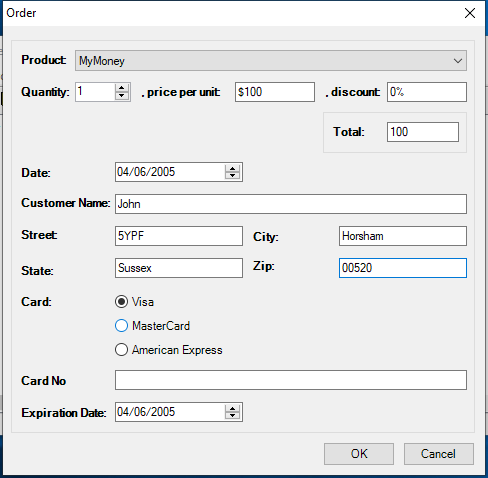 Order
Product: MyMoney
Quantity: 1 , price per unit: $100 , discount: 0%
Total: 100
Date: 04/06/2005
Customer Name: John
Street: 5YPF City: Horsham
State: Sussex Zip: 00520
Card: Visa
MasterCard
American Express
Card No
Expiration Date: 04/06/2005
OK Cancel